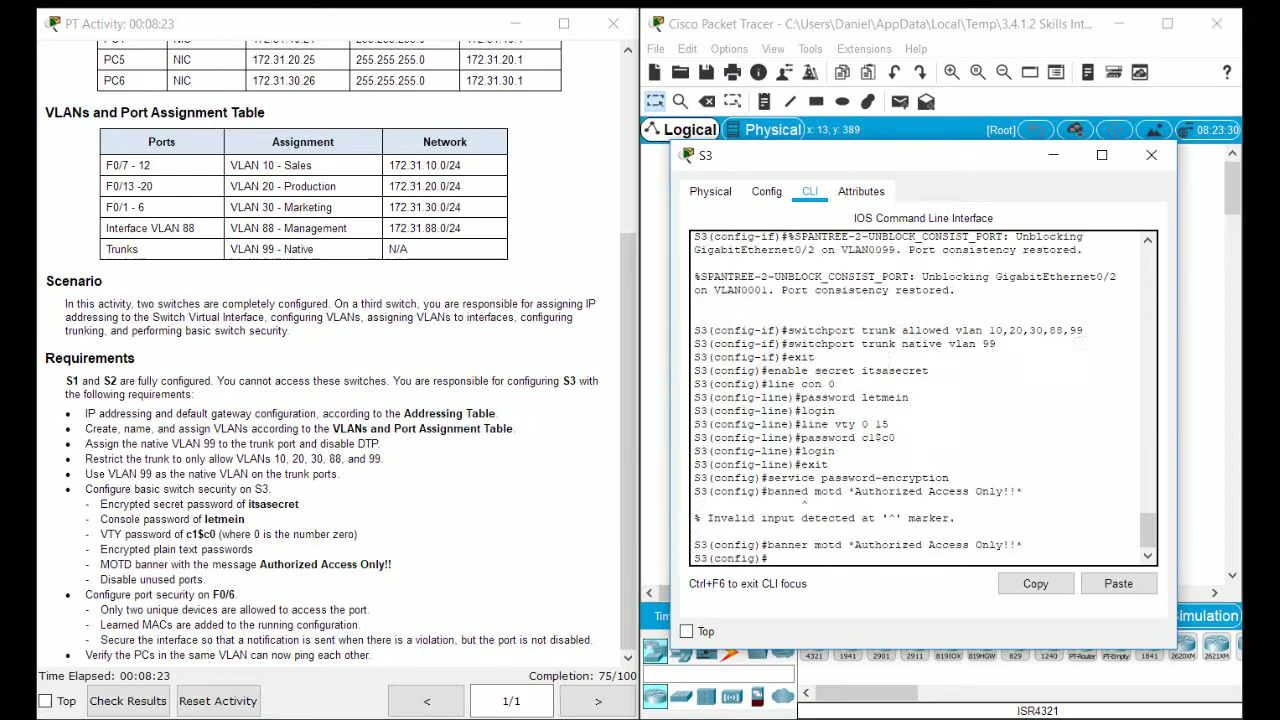 PT Activity: 00:08:23
PC5 NIC 172.31.20.25 255.255.255.0 172.31.20.1
PC6 NIC 172.31.30.26 255.255.255.0 172.31.30.1
VLANs and Port Assignment Table
Ports Assignment Network
F0/7 - 12 VLAN 10 - Sales 172.31.10.0/24
F0/13 -20 VLAN 20 - Production 172.31.20.0/24
F0/1 - 6 VLAN 30 - Marketing 172.31.30.0/24
Interface VLAN 88 VLAN 88 - Management 172.31.88.0/24
Trunks VLAN 99 - Native N/A
Scenario
In this activity, two switches are completely configured. On a third switch, you are responsible for assigning IP
addressing to the Switch Virtual Interface, configuring VLANs, assigning VLANs to interfaces, configuring
trunking, and performing basic switch security.
Requirements
S1 and S2 are fully configured. You cannot access these switches. You are responsible for configuring S3 with
the following requirements:
• IP addressing and default gateway configuration, according to the Addressing Table.
• Create, name, and assign VLANs according to the VLANs and Port Assignment Table.
• Assign the native VLAN 99 to the trunk port and disable DTP.
• Restrict the trunk to only allow VLANs 10, 20, 30, 88, and 99.
• Use VLAN 99 as the native VLAN on the trunk ports.
• Configure basic switch security on S3.
- Encrypted secret password of itsasecret
- Console password of letmein
- VTY password of c1$c0 (where 0 is the number zero)
- Encrypted plain text passwords
- MOTD banner with the message Authorized Access Only!!
- Disable unused ports.
• Configure port security on F0/6.
- Only two unique devices are allowed to access the port.
- Learned MACs are added to the running configuration.
- Secure the interface so that a notification is sent when there is a violation, but the port is not disabled.
• Verify the PCs in the same VLAN can now ping each other.
Time Elapsed: 00:08:23 Completion: 75/100
Top Check Results Reset Activity < 1/1 >
Cisco Packet Tracer - C:\Users\Daniel\AppData\Local\Temp\3.4.1.2 Skills Int...
File Edit Options View Tools Extensions Help
?
Logical Physical x: 13, y: 389 [Root] 08:23:30
S3
Physical Config CLI Attributes
IOS Command Line Interface
S3(config-if)#%SPANTREE-2-UNBLOCK_CONSIST_PORT: Unblocking
GigabitEthernet0/2 on VLAN0099. Port consistency restored.
%SPANTREE-2-UNBLOCK_CONSIST_PORT: Unblocking GigabitEthernet0/2
on VLAN0001. Port consistency restored.
S3(config-if)#switchport trunk allowed vlan 10,20,30,88,99
S3(config-if)#switchport trunk native vlan 99
S3(config-if)#exit
S3(config)#enable secret itsasecret
S3(config)#line con 0
S3(config-line)#password letmein
S3(config-line)#login
S3(config-line)#line vty 0 15
S3(config-line)#password c1$c0
S3(config-line)#login
S3(config-line)#exit
S3(config)#service password-encryption
S3(config)#banned motd *Authorized Access Only!!*
^
% Invalid input detected at '^' marker.
S3(config)#banner motd *Authorized Access Only!!*
S3(config)#
Ctrl+F6 to exit CLI focus Copy Paste
Top
imulation
4321 1941 2901 2911 819IOX 819HGW 829 1240 PT-Router PT-Empty 1841 2620XM 2621XM
ISR4321